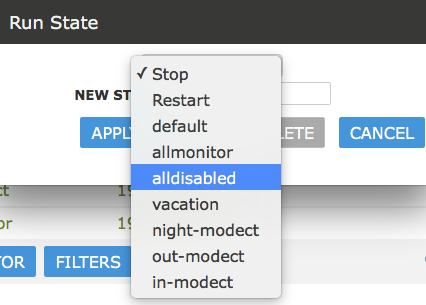 Run State
✓ Stop
NEW ST
Restart
default
APPLY
allmonitor
CANCEL
alldisabled
vacation
night-modect
FILTERS
out-modect
in-modect